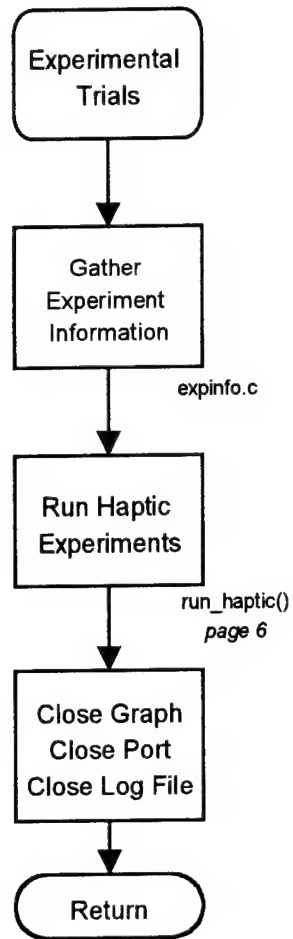 Experimental
Trials
Gather
Experiment
Information
expinfo.c
Run Haptic
Experiments
run_haptic()
page 6
Close Graph
Close Port
Close Log File
Return